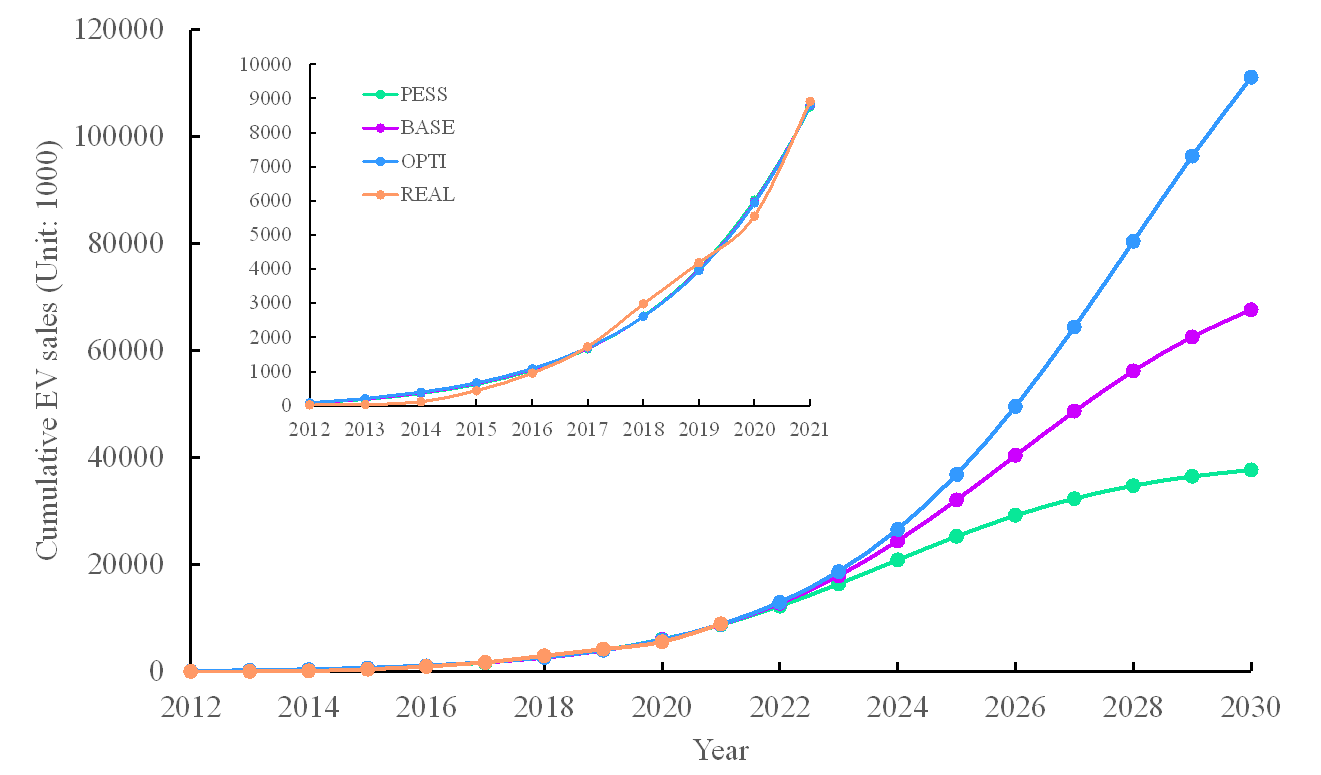 120000
100000
80000
60000
40000
20000
0
Cumulative EV sales (Unit: 1000)
10000
9000
8000
7000
6000
5000
4000
3000
2000
1000
0
PESS
BASE
OPTI
REAL
2012 2013 2014 2015 2016 2017 2018 2019 2020 2021
2012 2014 2016 2018 2020 2022 2024 2026 2028 2030
Year